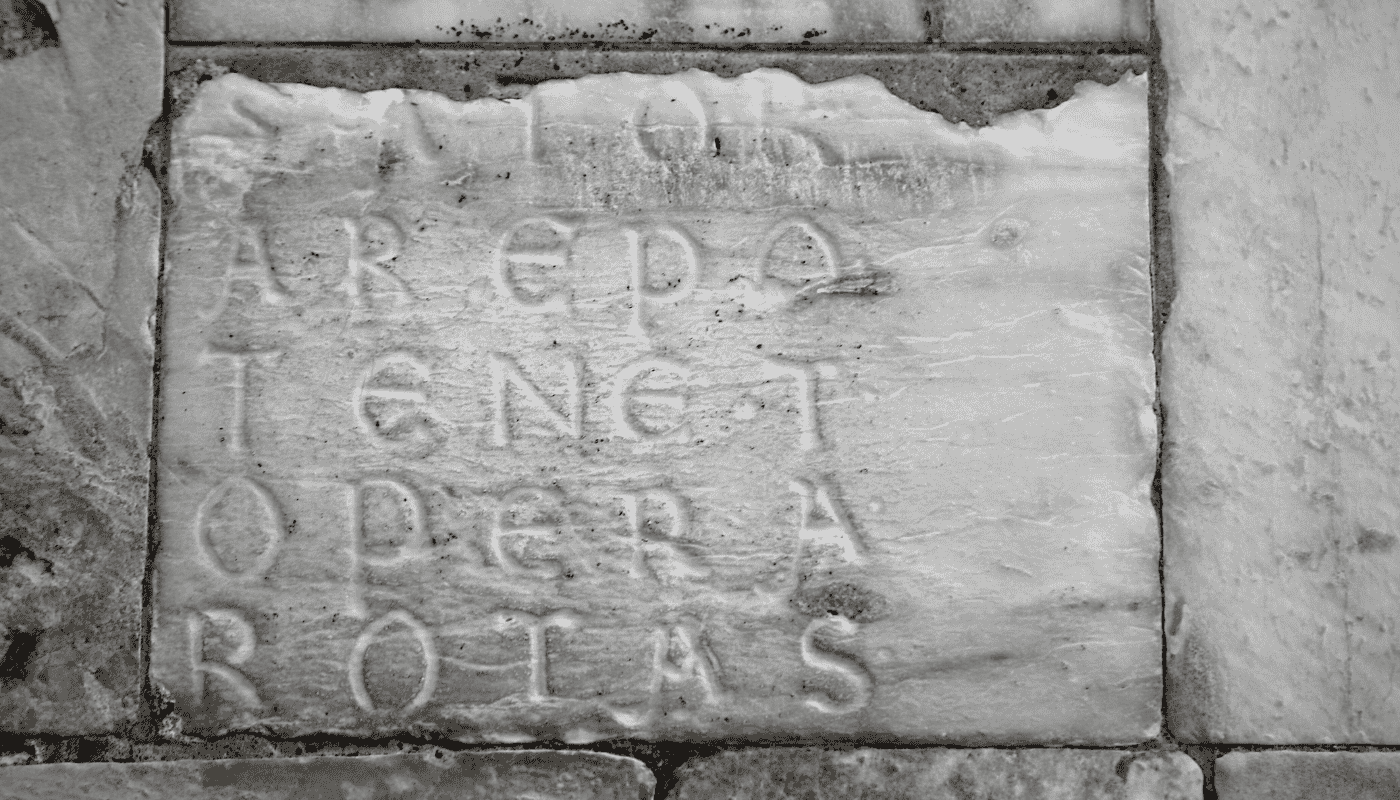 SATOR
AREPO
TENET
OPERA
ROTAS